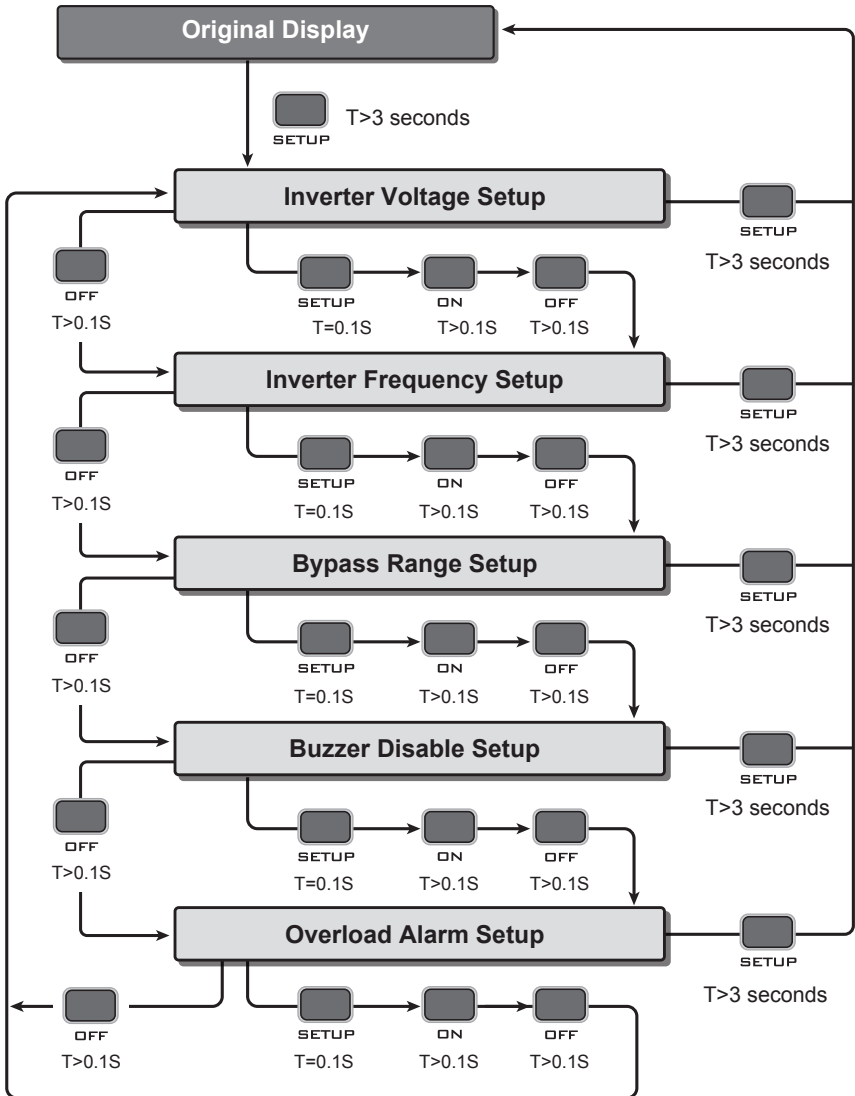 Original Display
SETUP
T>3 seconds
Inverter Voltage Setup
SETUP
T>3 seconds
OFF
T>0.1S
SETUP
T=0.1S
ON
T>0.1S
OFF
T>0.1S
Inverter Frequency Setup
SETUP
T>3 seconds
OFF
T>0.1S
SETUP
T=0.1S
ON
T>0.1S
OFF
T>0.1S
Bypass Range Setup
SETUP
T>3 seconds
OFF
T>0.1S
SETUP
T=0.1S
ON
T>0.1S
OFF
T>0.1S
Buzzer Disable Setup
SETUP
T>3 seconds
OFF
T>0.1S
SETUP
T=0.1S
ON
T>0.1S
OFF
T>0.1S
Overload Alarm Setup
SETUP
T>3 seconds
OFF
T>0.1S
SETUP
T=0.1S
ON
T>0.1S
OFF
T>0.1S